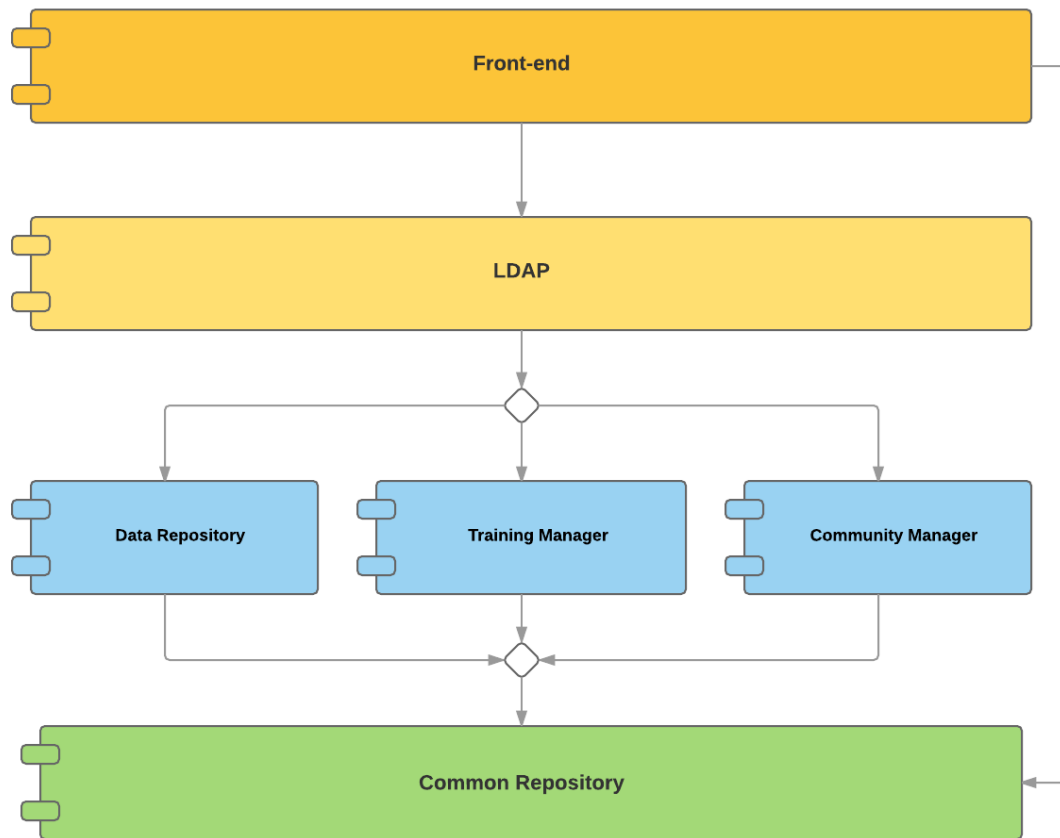 Front-end
LDAP
Data Repository
Training Manager
Community Manager
Common Repository